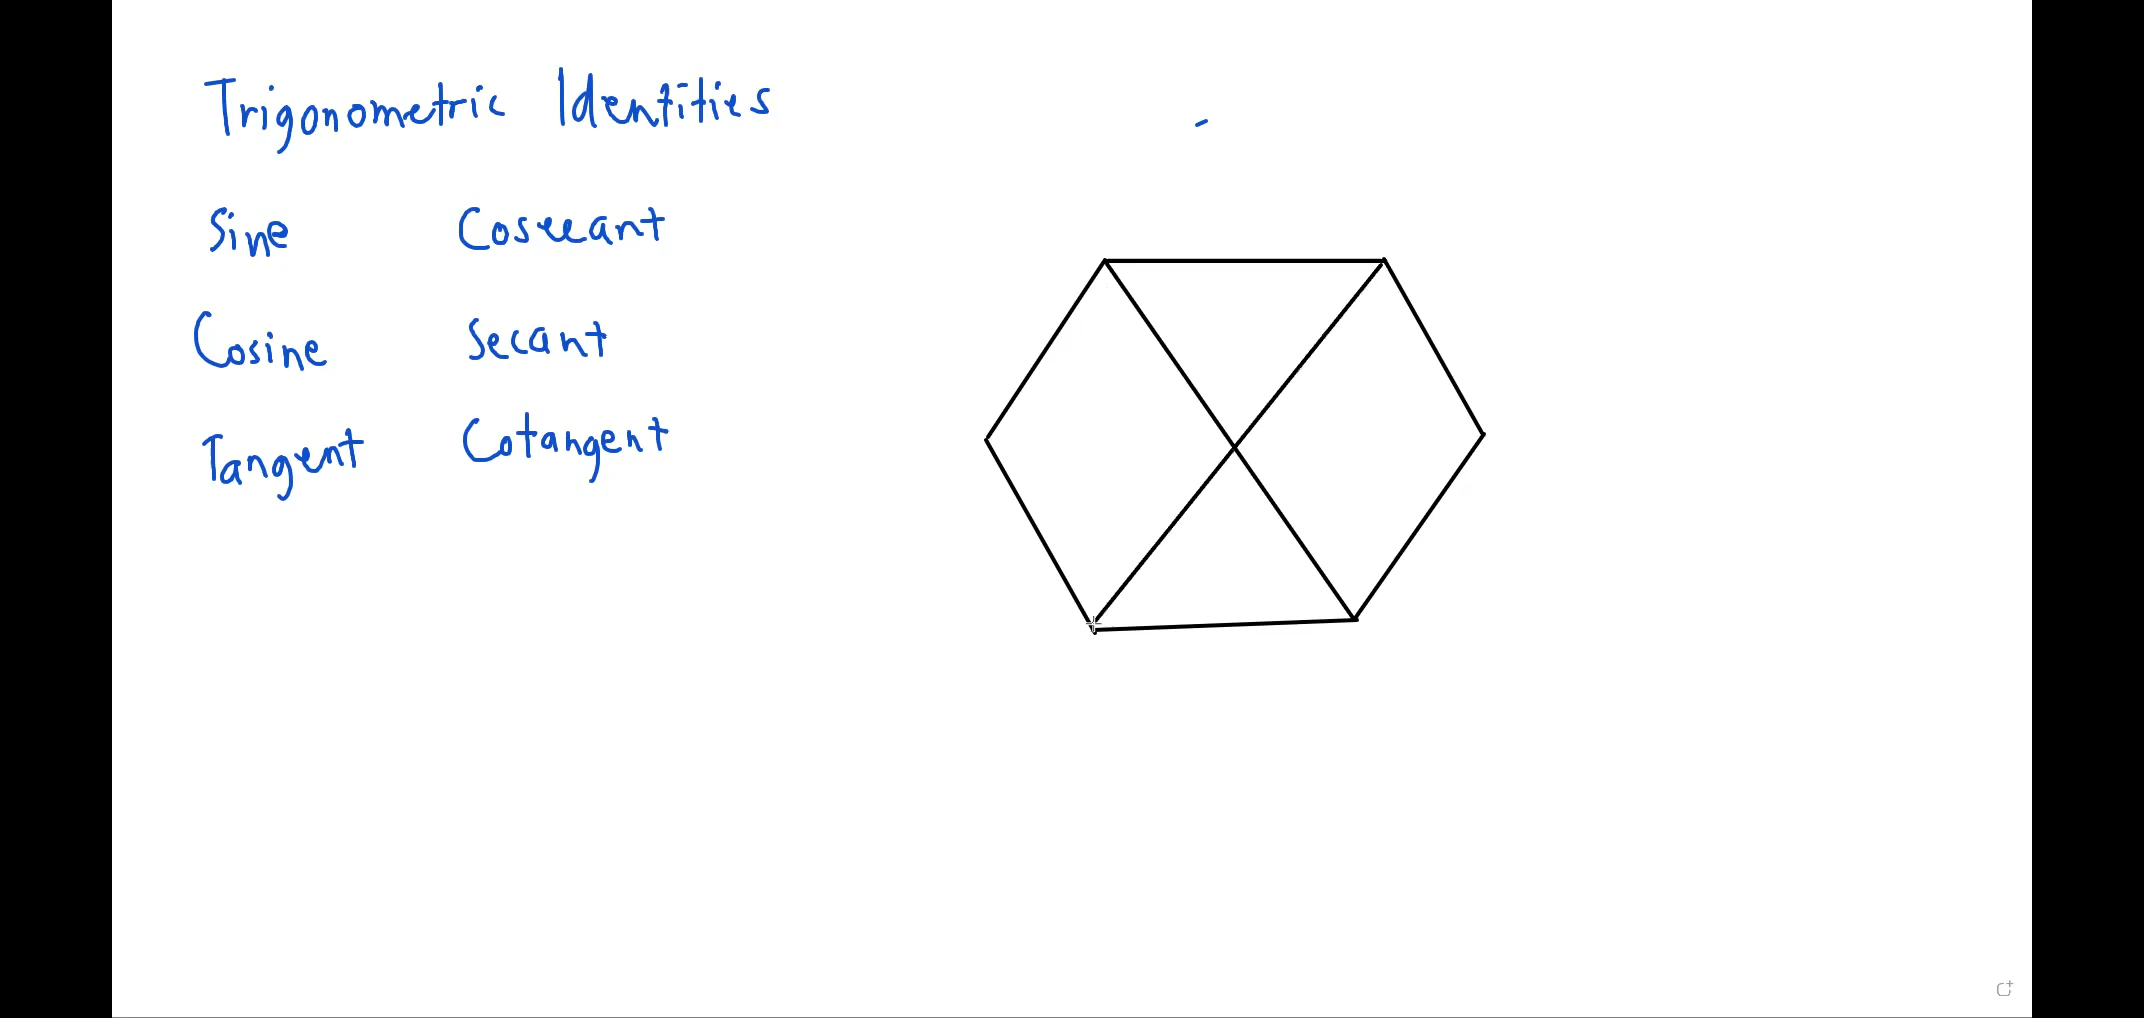 Trigonometric Identities
Sine Cosecant
Cosine Secant
Tangent Cotangent